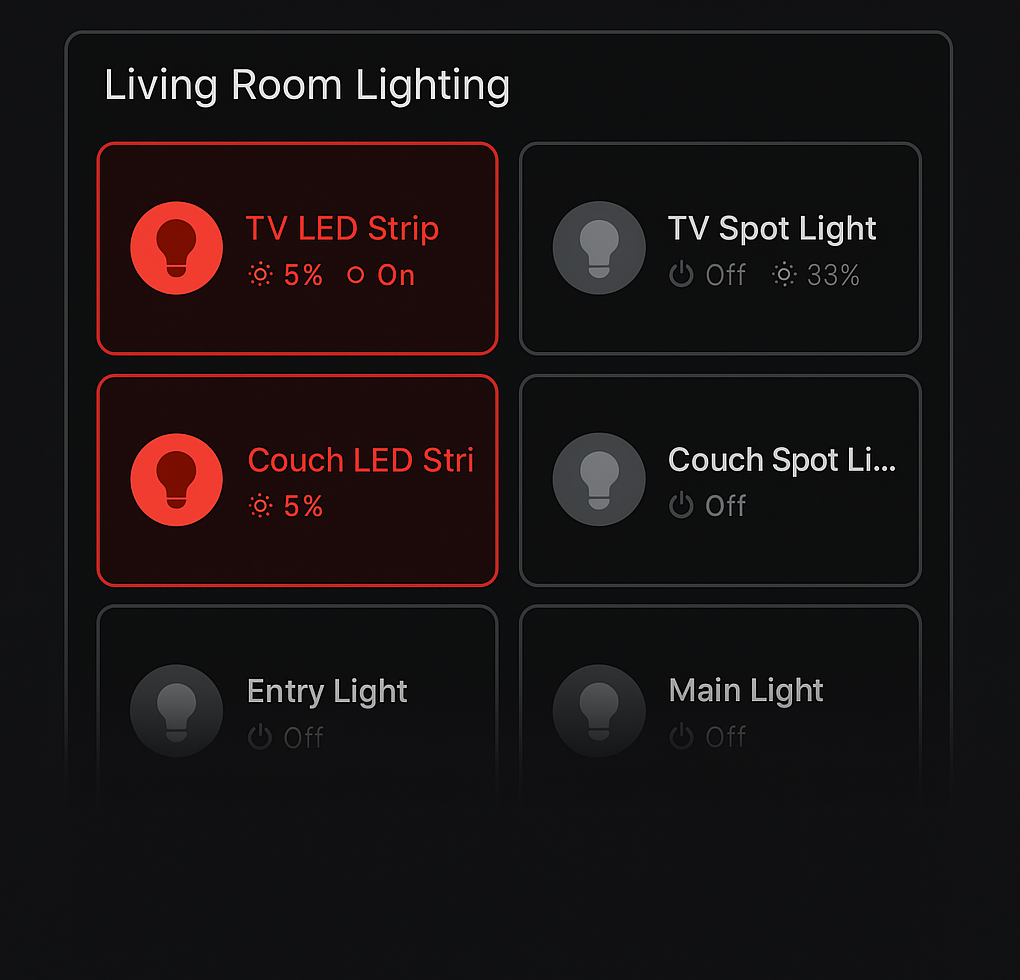 Living Room Lighting
TV LED Strip
5% On
TV Spot Light
Off 33%
Couch LED Stri
5%
Couch Spot Li...
Off
Entry Light
Off
Main Light
Off